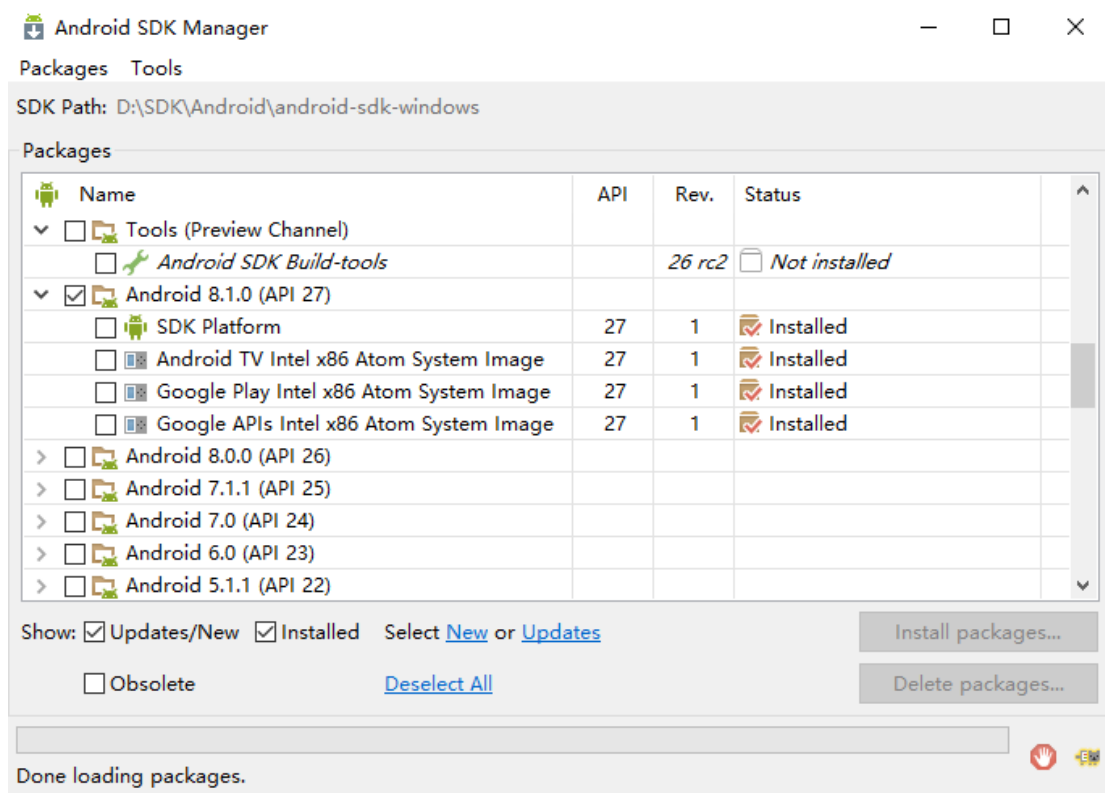 Android SDK Manager
Packages Tools
SDK Path: D:\SDK\Android\android-sdk-windows
Packages
Name API Rev. Status
Tools (Preview Channel)
Android SDK Build-tools 26 rc2 Not installed
Android 8.1.0 (API 27)
SDK Platform 27 1 Installed
Android TV Intel x86 Atom System Image 27 1 Installed
Google Play Intel x86 Atom System Image 27 1 Installed
Google APIs Intel x86 Atom System Image 27 1 Installed
Android 8.0.0 (API 26)
Android 7.1.1 (API 25)
Android 7.0 (API 24)
Android 6.0 (API 23)
Android 5.1.1 (API 22)
Show: Updates/New Installed Select New or Updates Install packages...
Obsolete Deselect All Delete packages...
Done loading packages.